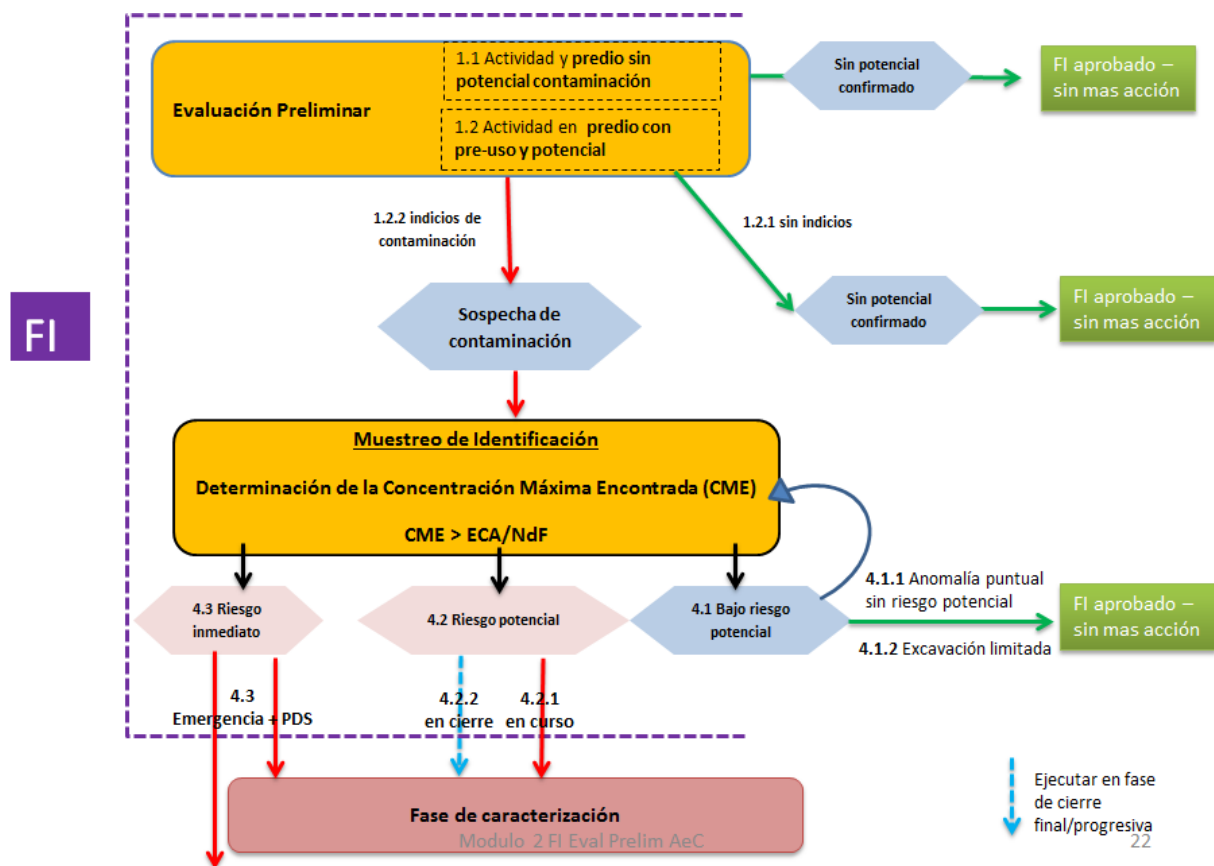 FI
Evaluación Preliminar
1.1 Actividad y predio sin
potencial contaminación
1.2 Actividad en predio con
pre-uso y potencial
Sin potencial
confirmado
FI aprobado –
sin mas acción
1.2.2 indicios de
contaminación
1.2.1 sin indicios
Sospecha de
contaminación
Sin potencial
confirmado
FI aprobado –
sin mas acción
Muestreo de Identificación
Determinación de la Concentración Máxima Encontrada (CME)
CME > ECA/NdF
4.3 Riesgo
inmediato
4.2 Riesgo potencial
4.1 Bajo riesgo
potencial
4.1.1 Anomalía puntual
sin riesgo potencial
4.1.2 Excavación limitada
FI aprobado –
sin mas acción
4.3
Emergencia + PDS
4.2.2
en cierre
4.2.1
en curso
Fase de caracterización
Ejecutar en fase
de cierre
final/progresiva
Modulo 2 FI Eval Prelim AeC
22